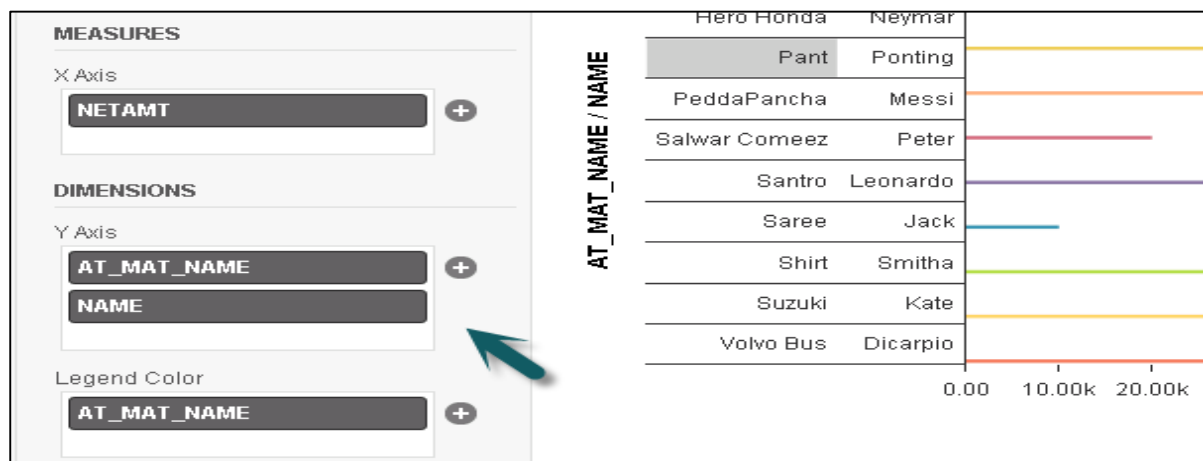 MEASURES
X Axis
NETAMT
DIMENSIONS
Y Axis
AT_MAT_NAME
NAME
Legend Color
AT_MAT_NAME
AT_MAT_NAME / NAME
Hero Honda Neymar
Pant Ponting
PeddaPancha Messi
Salwar Comeez Peter
Santro Leonardo
Saree Jack
Shirt Smitha
Suzuki Kate
Volvo Bus Dicarpio
0.00 10.00k 20.00k